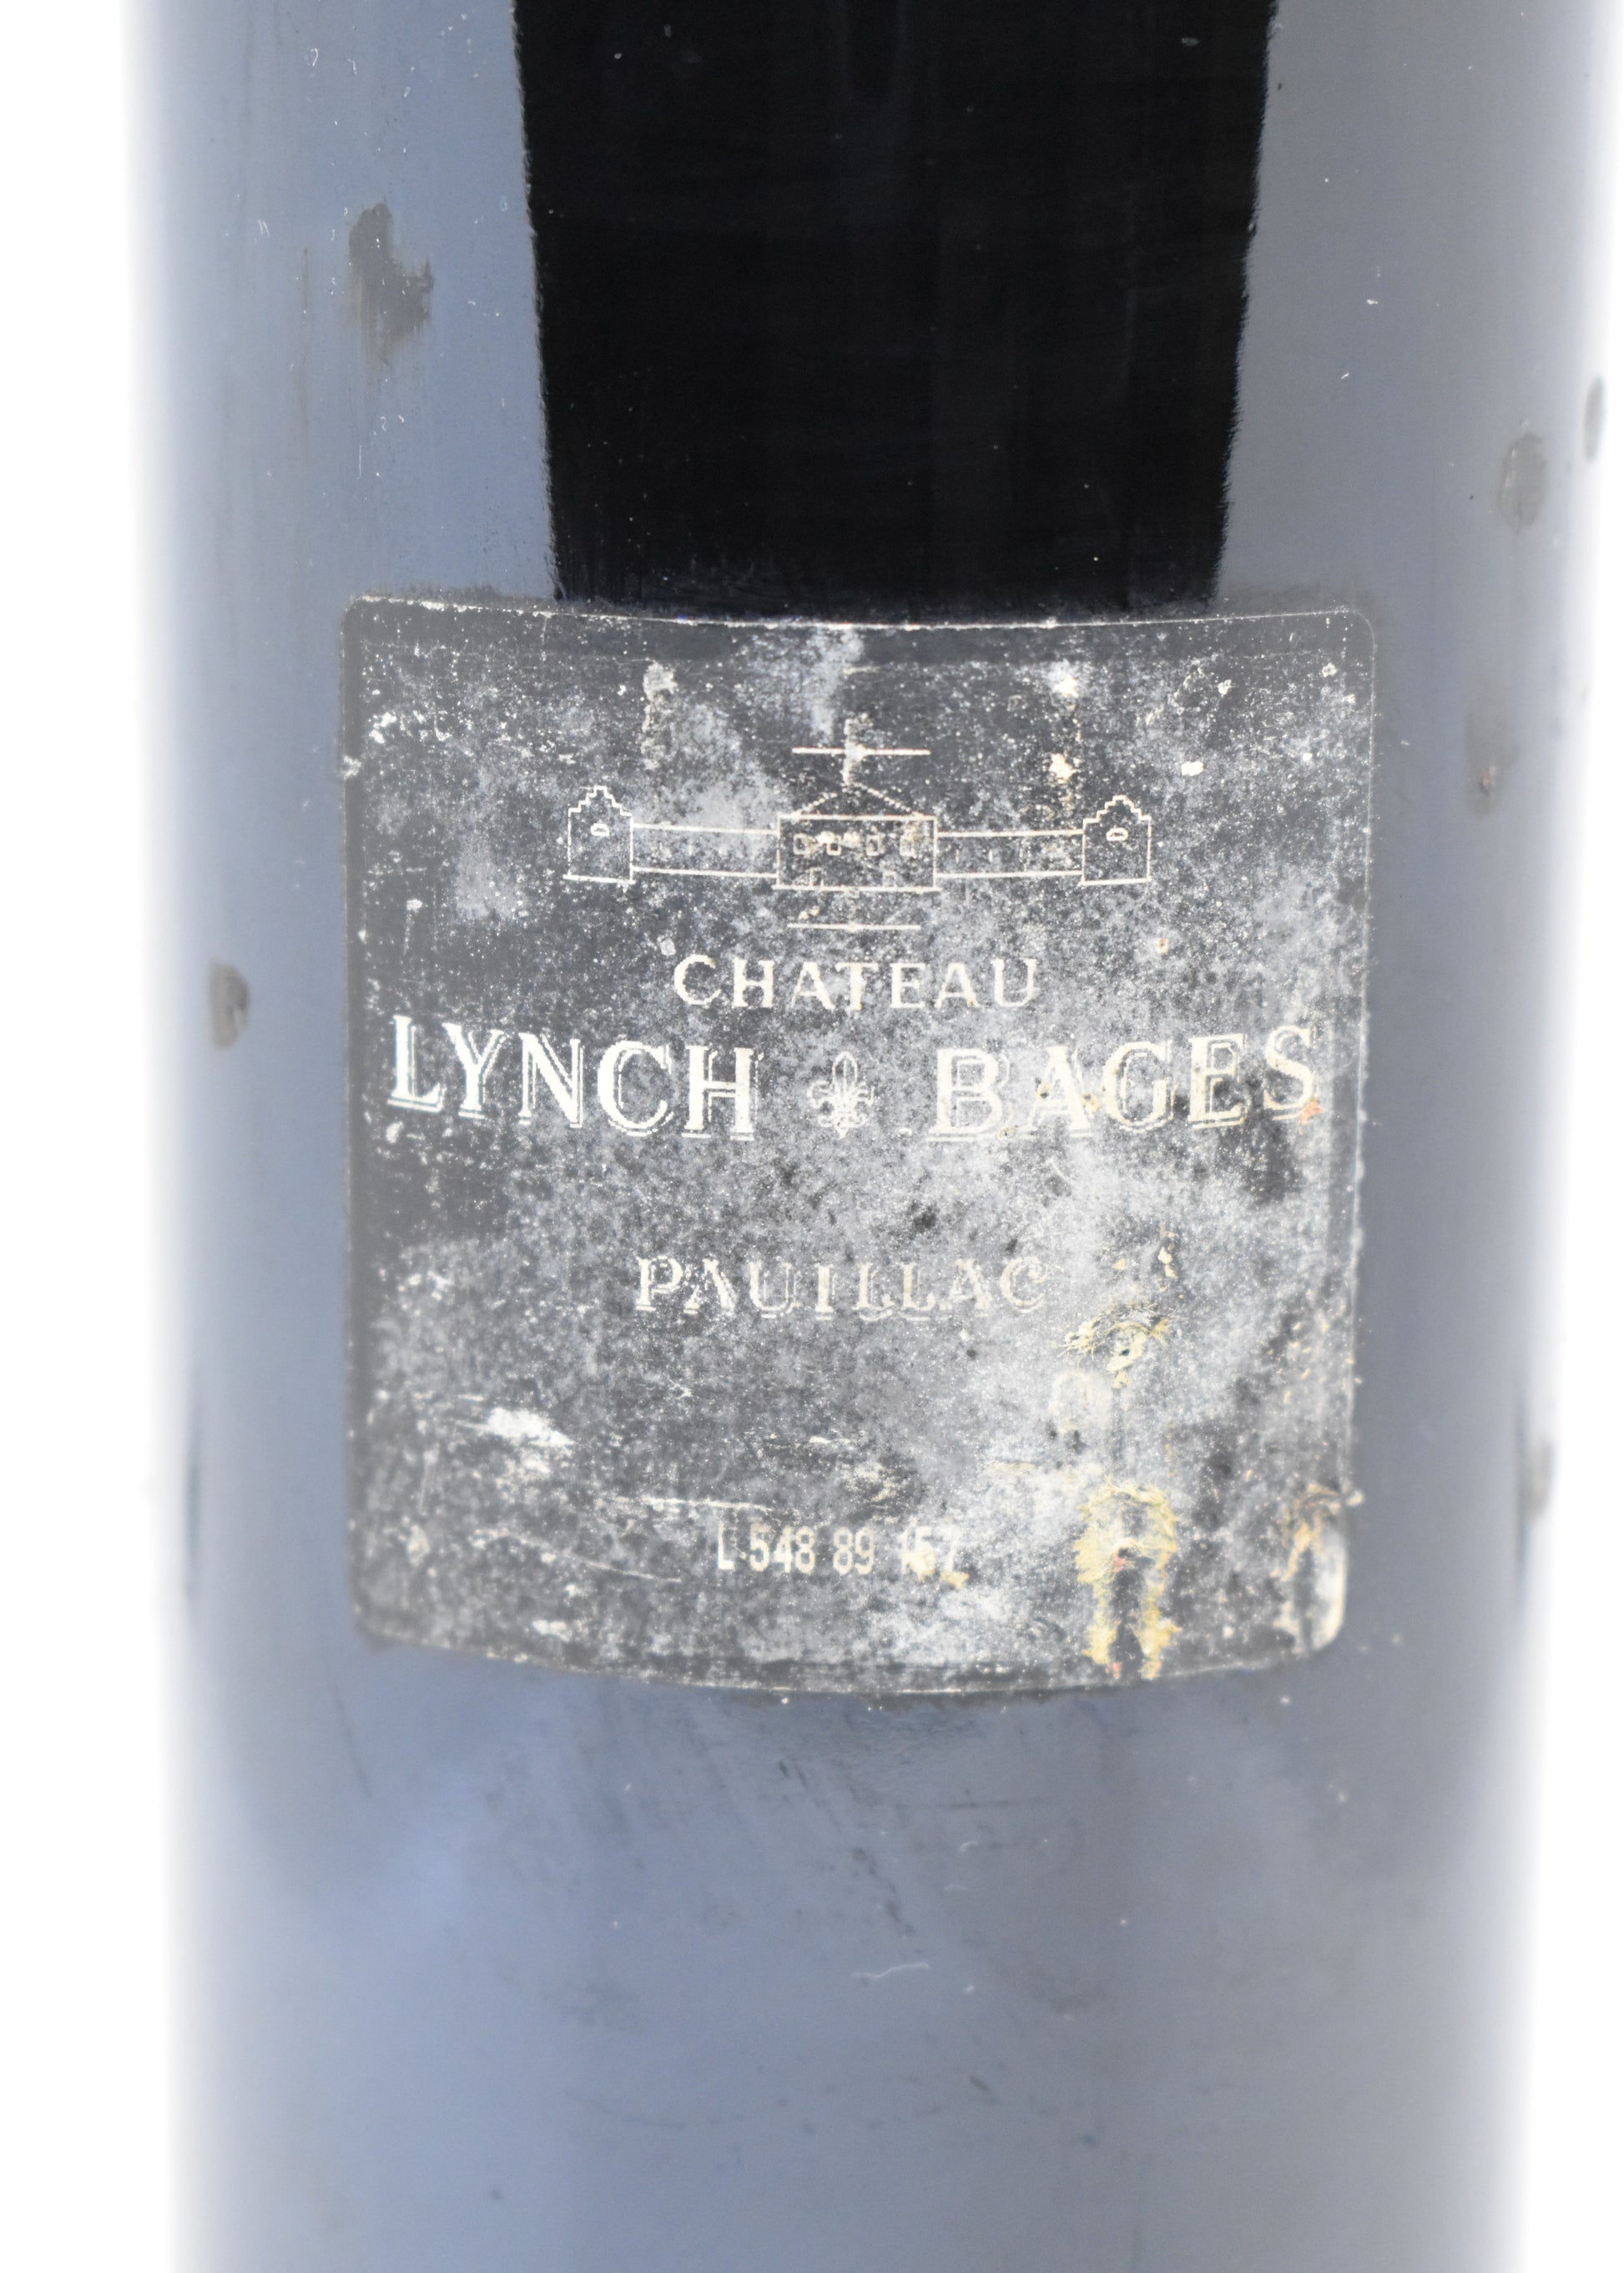 CHATEAU
LYNCH BAGES
PAUILLAC
L 548 89